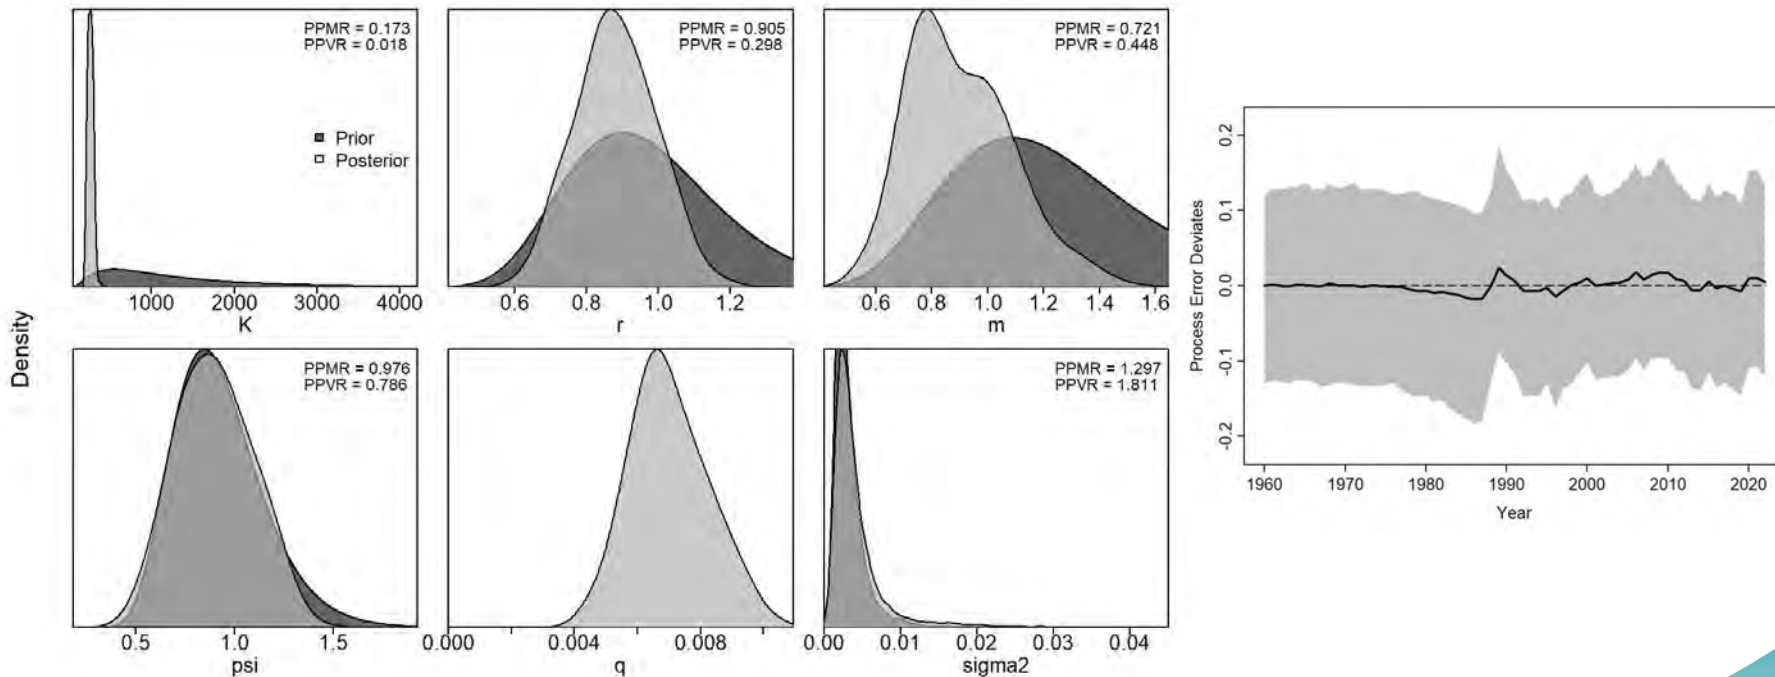 PPMR = 0.173
PPVR = 0.018
Prior
Posterior
1000 2000 3000 4000
K
PPMR = 0.905
PPVR = 0.298
0.6 0.8 1.0 1.2
r
PPMR = 0.721
PPVR = 0.448
0.6 0.8 1.0 1.2 1.4 1.6
m
Density
PPMR = 0.976
PPVR = 0.786
0.5 1.0 1.5
psi
0.000 0.004 0.008
q
PPMR = 1.297
PPVR = 1.811
0.00 0.01 0.02 0.03 0.04
sigma2
Process Error Deviates
0.2
0.1
0.0
-0.1
-0.2
1960 1970 1980 1990 2000 2010 2020
Year